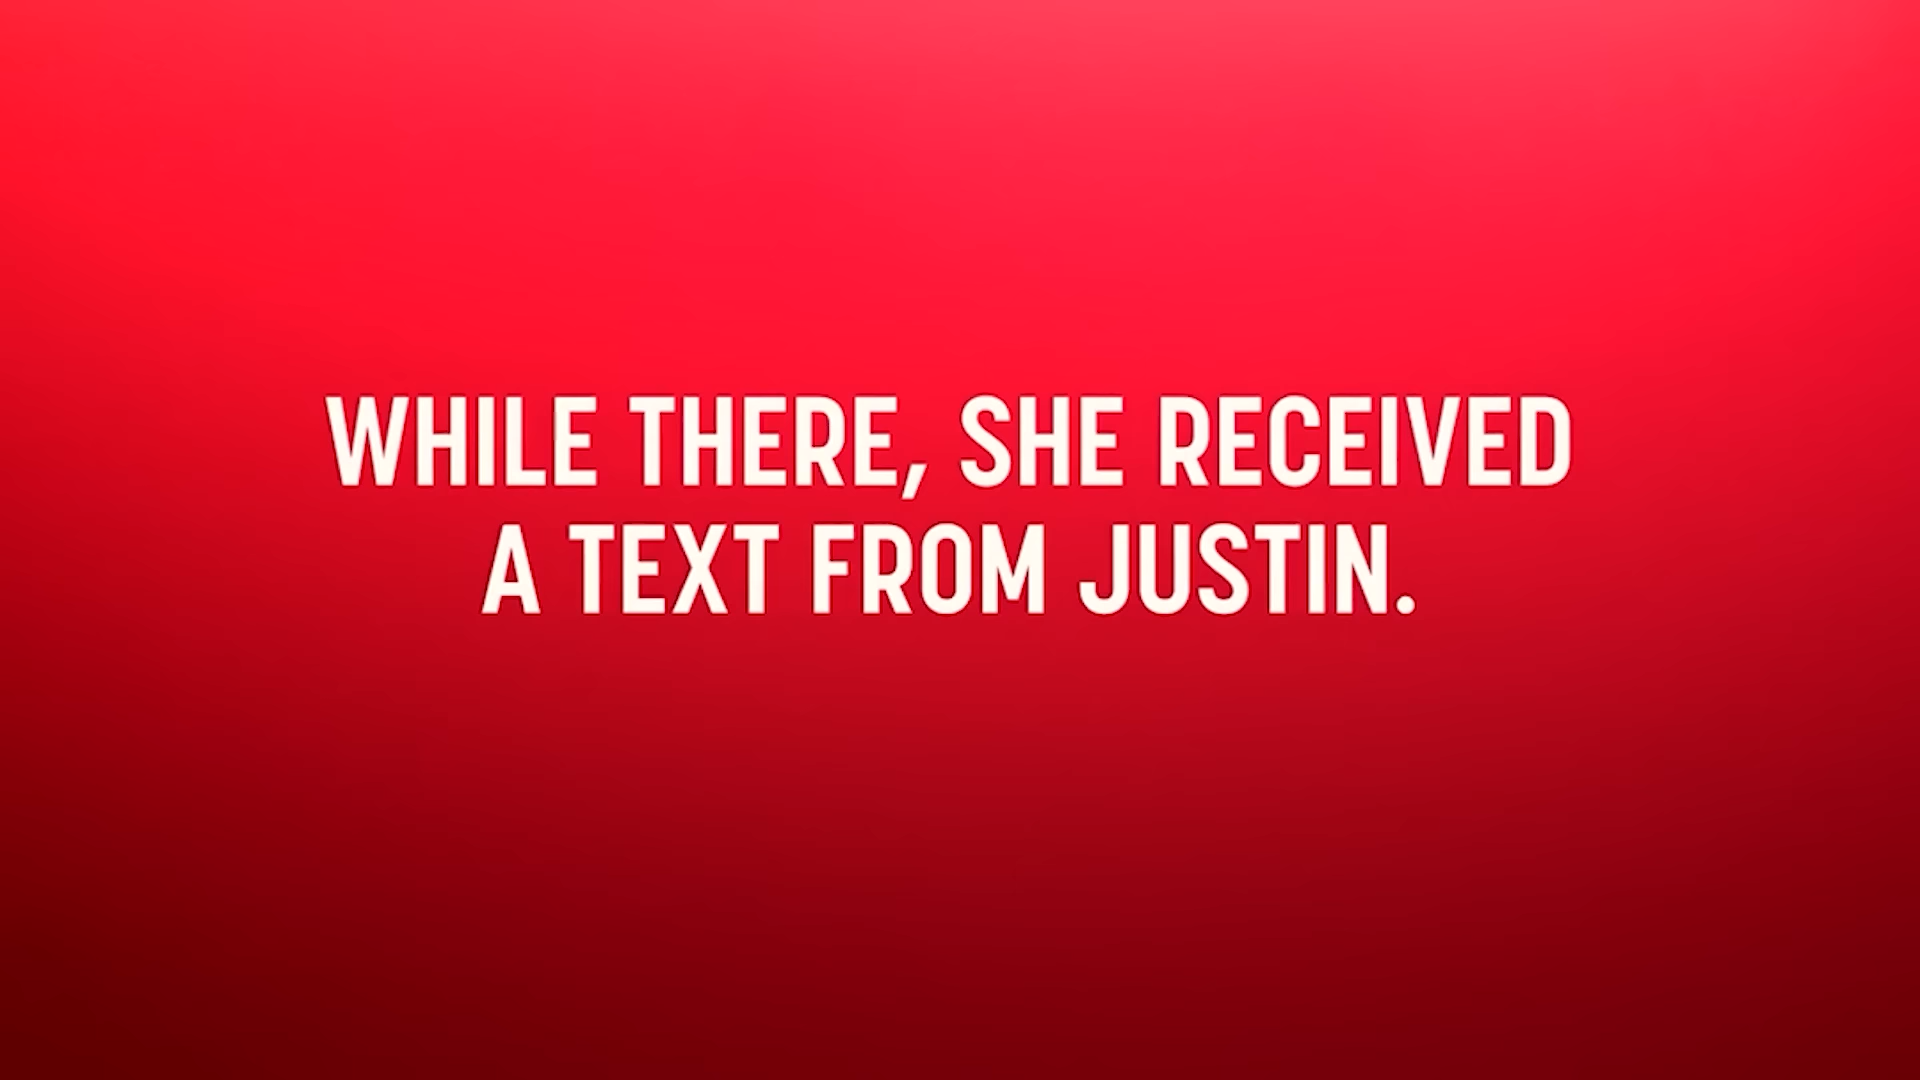 WHILE THERE, SHE RECEIVED
A TEXT FROM JUSTIN.